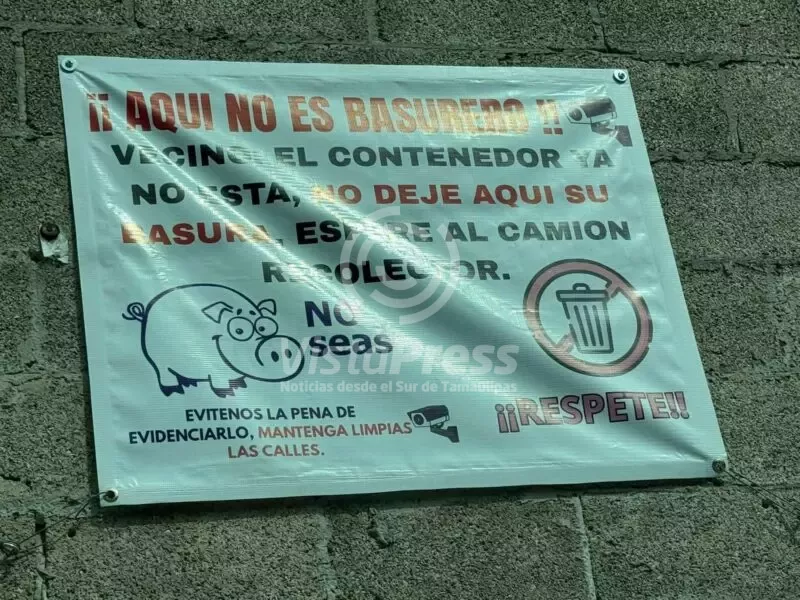 ¡¡ AQUI NO ES BASURERO !!
VECINO, EL CONTENEDOR YA
NO ESTA, NO DEJE AQUI SU
BASURA, ESPERE AL CAMION
RECOLECTOR.
NO
seas
EVITENOS LA PENA DE
EVIDENCIARLO, MANTENGA LIMPIAS
LAS CALLES.
¡¡RESPETE!!
VistaPress
Noticias desde el Sur de Tamaulipas